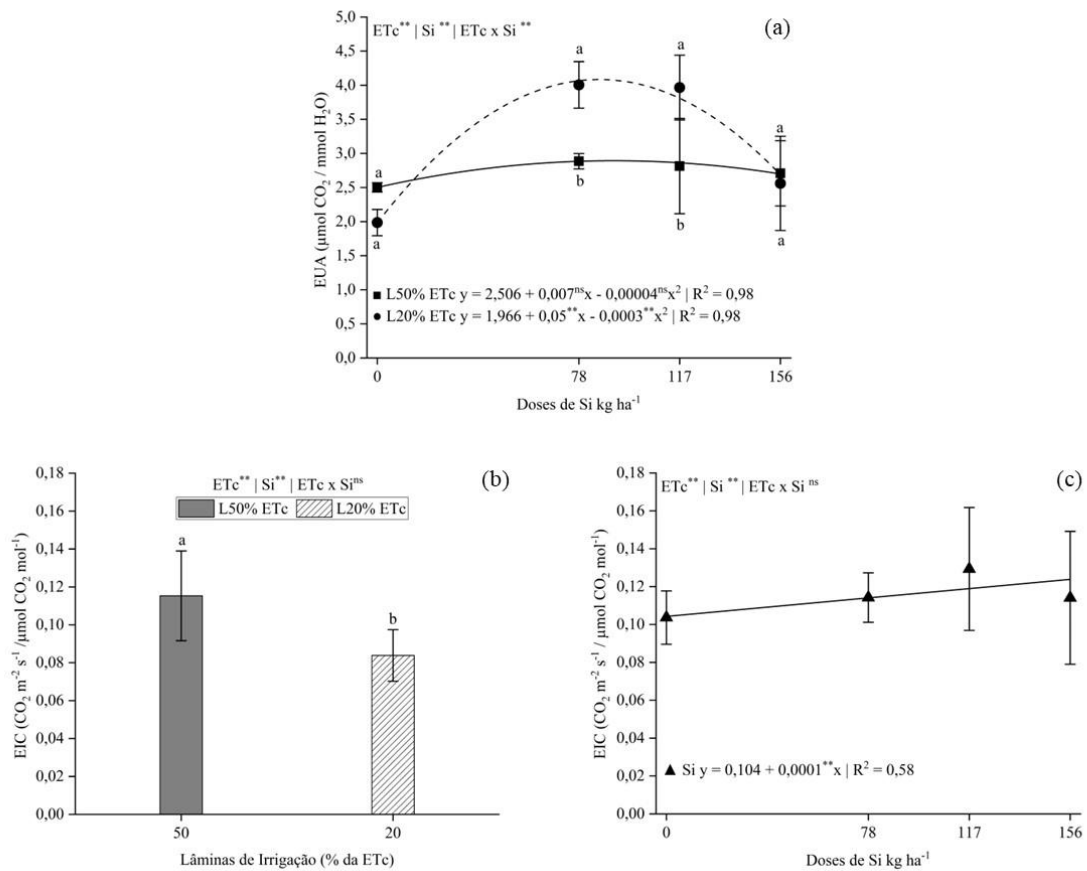 ETc** | Si ** | ETc x Si **
(a)
5,0
4,5
4,0
3,5
3,0
2,5
2,0
1,5
1,0
0,5
0,0
EUA (µmol CO₂ / mmol H₂O)
a
a
a
a
a
b
b
a
■ L50% ETc y = 2,506 + 0,007ⁿˢx - 0,00004ⁿˢx² | R² = 0,98
● L20% ETc y = 1,966 + 0,05**x - 0,0003**x² | R² = 0,98
0
78
117
156
Doses de Si kg ha⁻¹
ETc** | Si** | ETc x Siⁿˢ
(b)
L50% ETc
L20% ETc
0,18
0,16
0,14
0,12
0,10
0,08
0,06
0,04
0,02
0,00
EIC (CO₂ m⁻² s⁻¹ /µmol CO₂ mol⁻¹)
a
b
50
20
Lâminas de Irrigação (% da ETc)
ETc** | Si ** | ETc x Si ⁿˢ
(c)
0,18
0,16
0,14
0,12
0,10
0,08
0,06
0,04
0,02
0,00
EIC (CO₂ m⁻² s⁻¹ / µmol CO₂ mol⁻¹)
▲ Si y = 0,104 + 0,0001**x | R² = 0,58
0
78
117
156
Doses de Si kg ha⁻¹